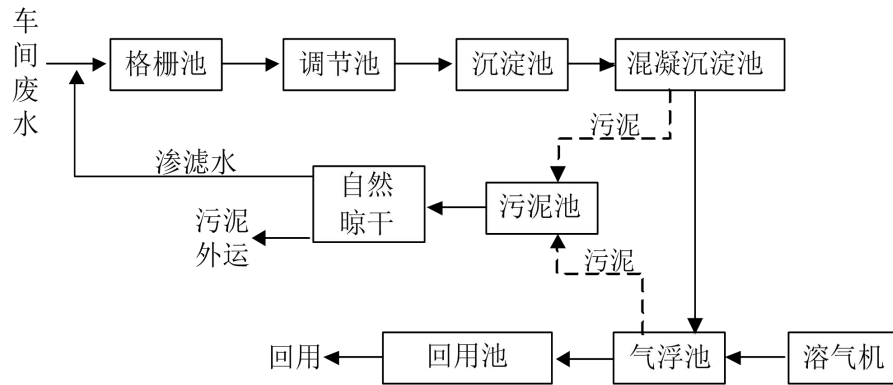 车间废水
格栅池
调节池
沉淀池
混凝沉淀池
污泥
渗滤水
自然
晾干
污泥池
污泥
外运
污泥
回用
回用池
气浮池
溶气机